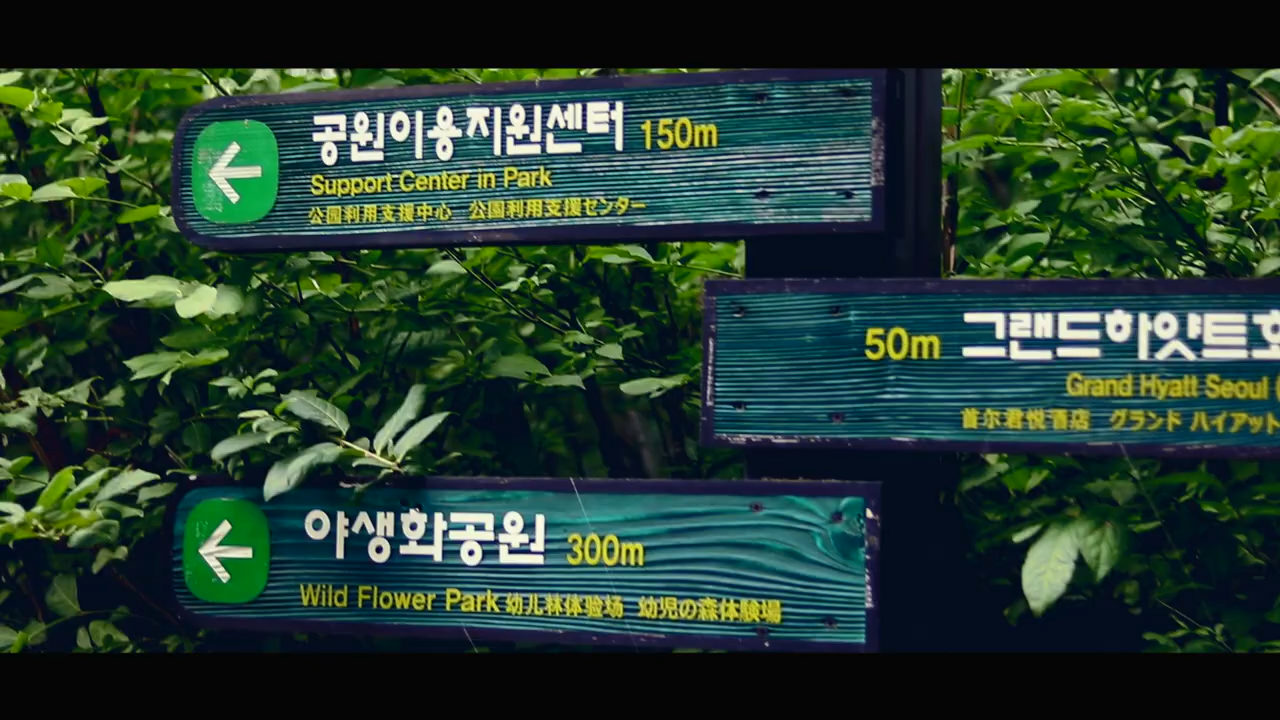 공원이용지원센터 150m
Support Center in Park
公园利用支援中心 公園利用支援センター
50m 그랜드하얏트호
Grand Hyatt Seoul
首尔君悦酒店 グランド ハイアット
야생화공원 300m
Wild Flower Park 幼儿林体验场 幼児の森体験場